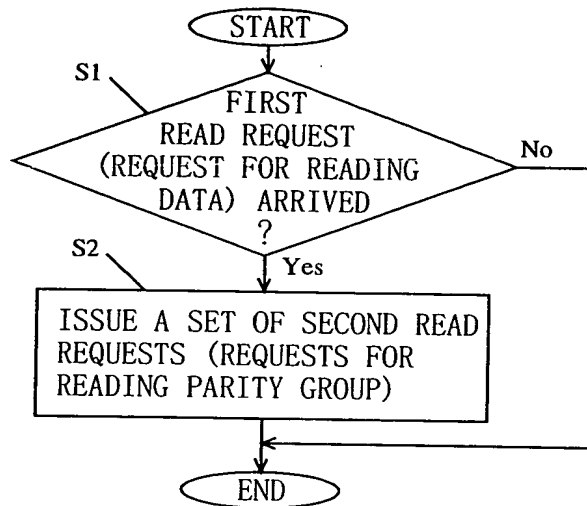 START
S1
FIRST
READ REQUEST
(REQUEST FOR READING
DATA) ARRIVED
?
No
S2
Yes
ISSUE A SET OF SECOND READ
REQUESTS (REQUESTS FOR
READING PARITY GROUP)
END